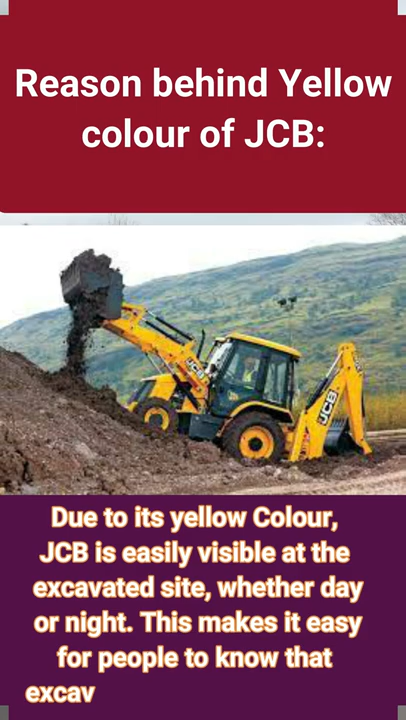 Reason behind Yellow
colour of JCB:
JCB
JCB
Due to its yellow Colour,
JCB is easily visible at the
excavated site, whether day
or night. This makes it easy
for people to know that
excav